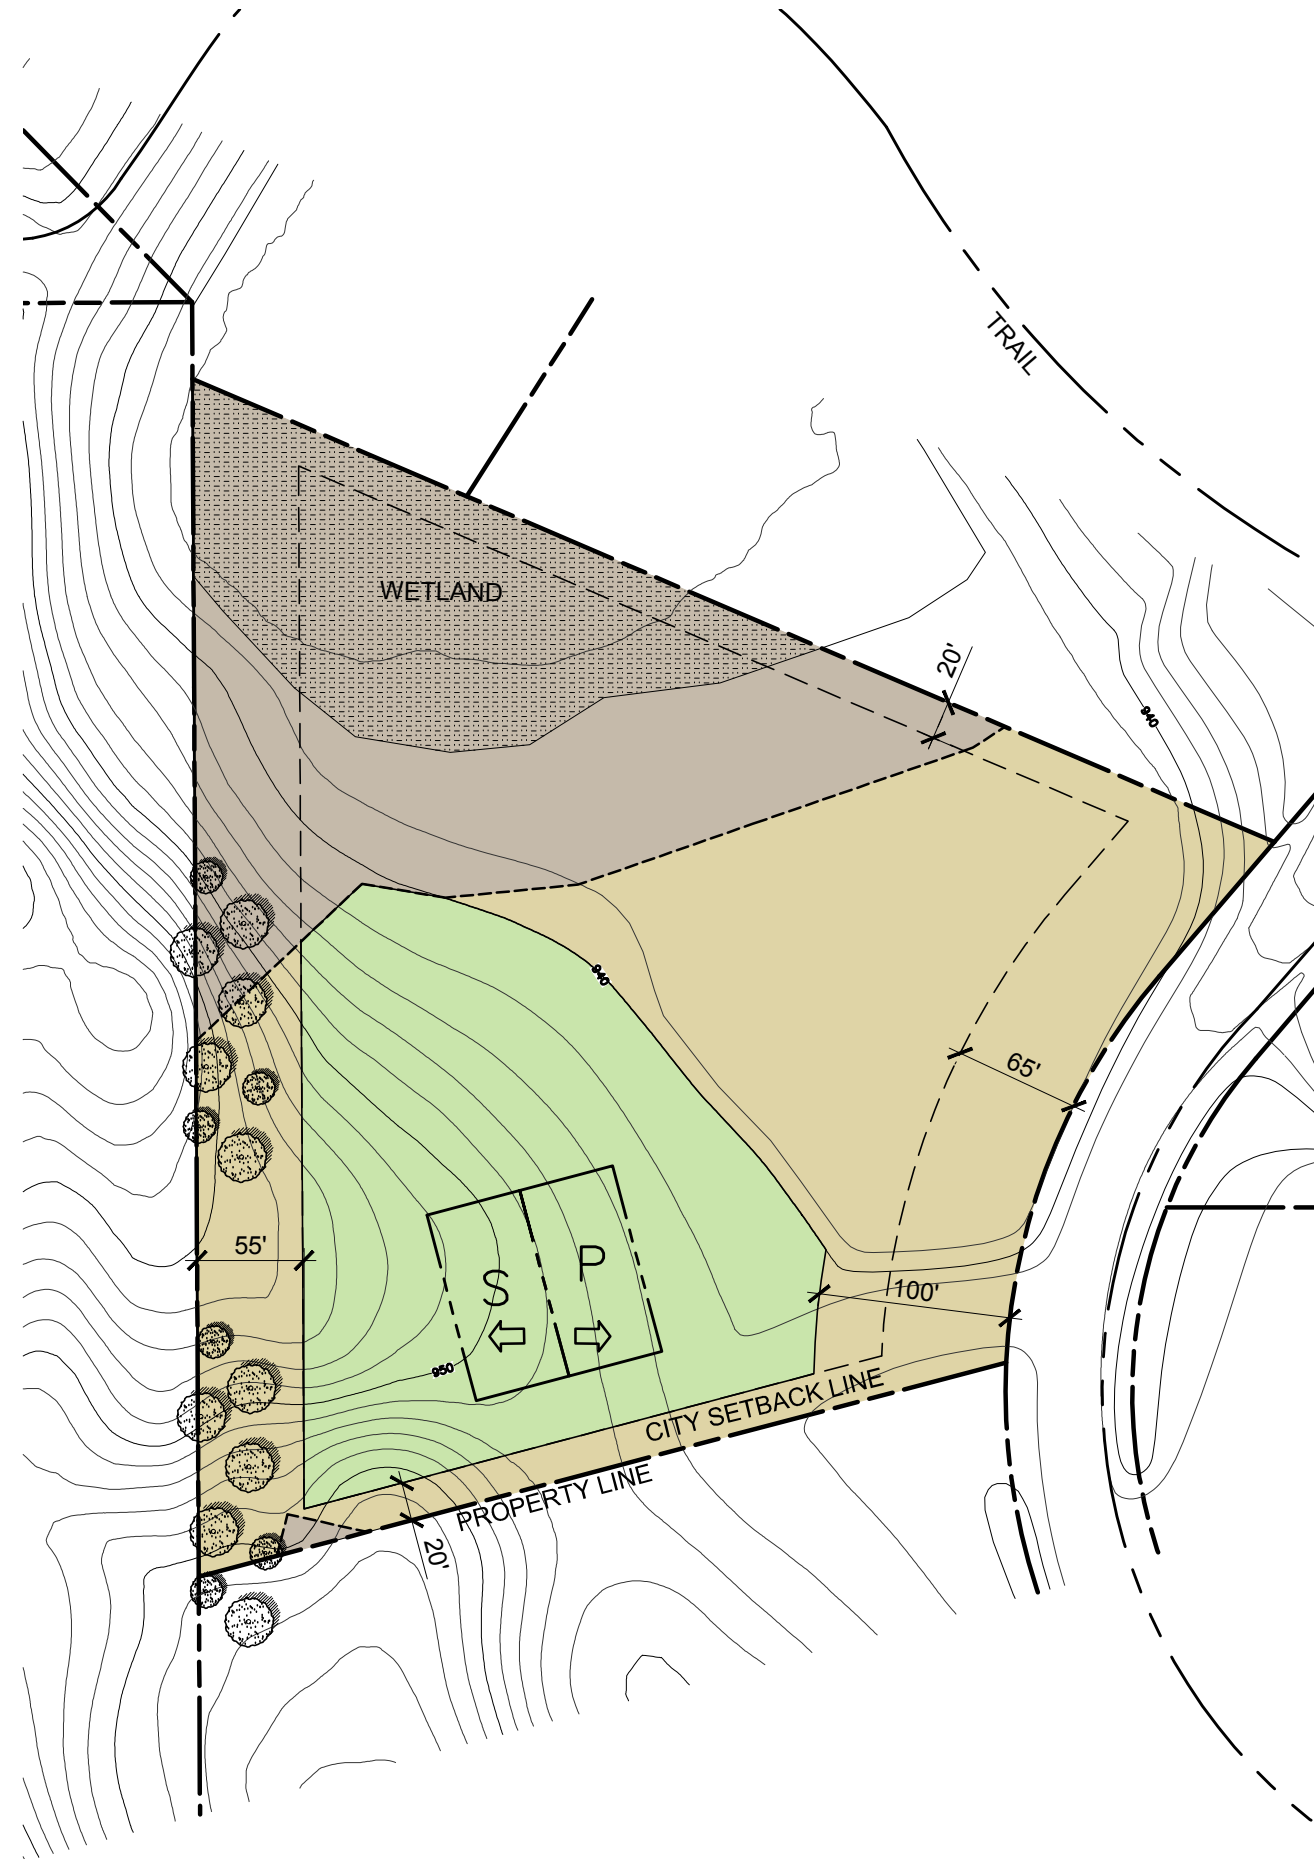 TRAIL
WETLAND
20'
940
940
65'
55'
P
S
100'
950
CITY SETBACK LINE
PROPERTY LINE
20'